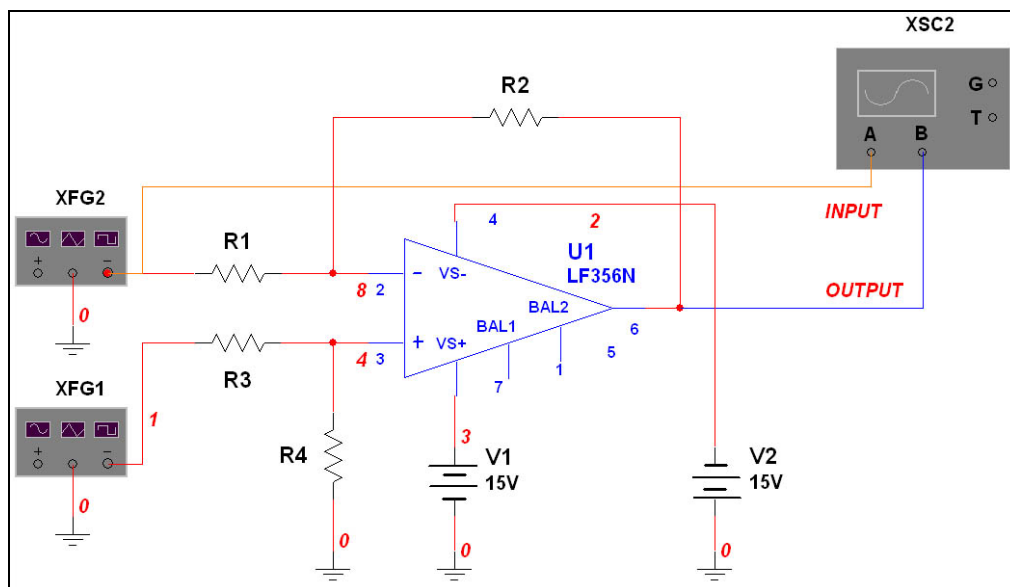 XSC2
G
T
A B
R2
XFG2
+ −
INPUT
4
2
R1
U1
LF356N
− VS-
8
2
0
OUTPUT
BAL2
BAL1
6
+ VS+
4
3
5
R3
7
1
XFG1
+ −
1
3
R4
V1
15V
V2
15V
0
0
0
0